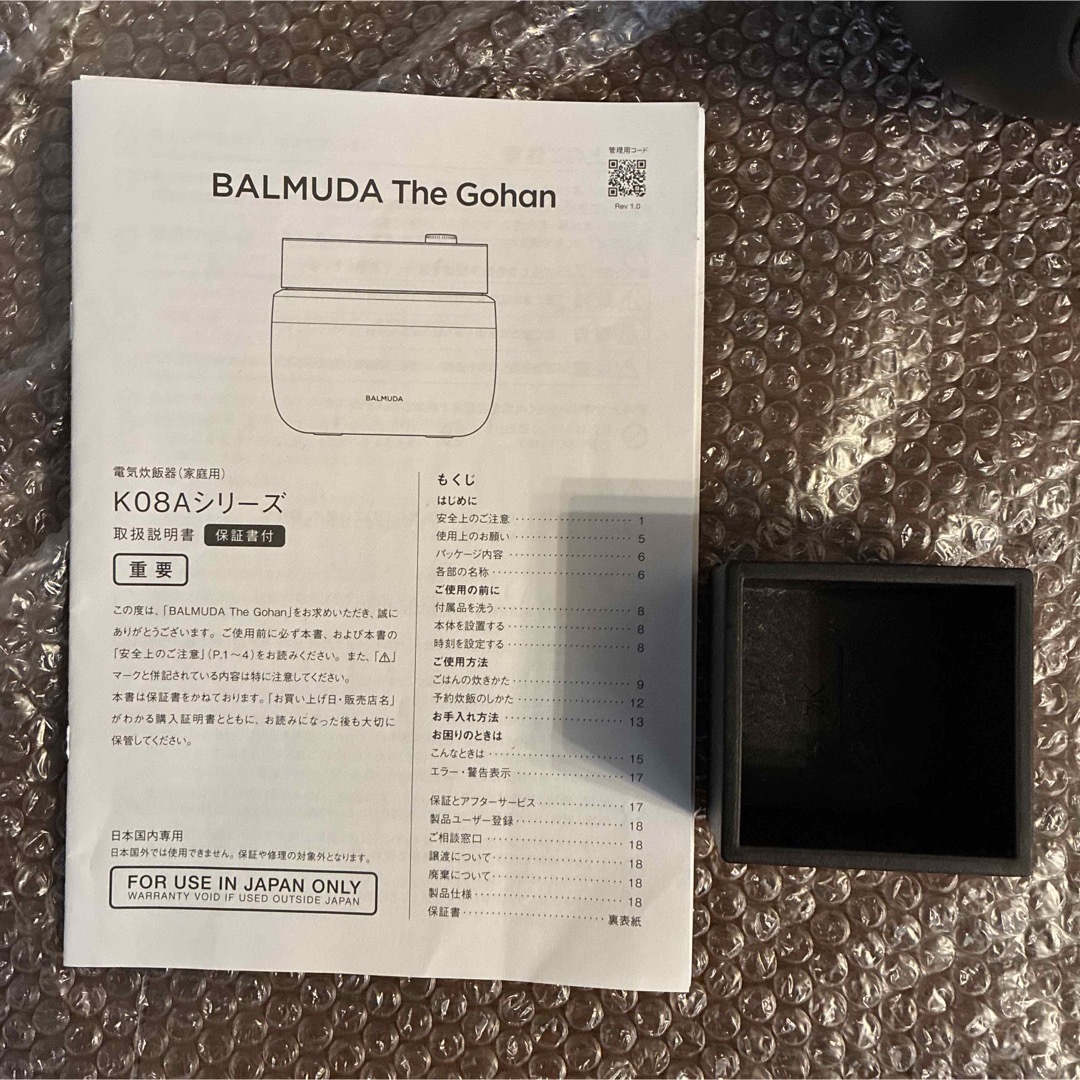 管理用コード
Rev 1.0
BALMUDA The Gohan
BALMUDA
電気炊飯器（家庭用）
K08Aシリーズ
取扱説明書 保証書付
重要
この度は、「BALMUDA The Gohan」をお求めいただき、誠に
ありがとうございます。ご使用前に必ず本書、および本書の
「安全上のご注意」（P.1〜4）をお読みください。また、「⚠」
マークと併記されている内容は特に注意してください。
本書は保証書をかねております。「お買い上げ日・販売店名」
がわかる購入証明書とともに、お読みになった後も大切に
保管してください。
日本国内専用
日本国外では使用できません。保証や修理の対象外となります。
FOR USE IN JAPAN ONLY
WARRANTY VOID IF USED OUTSIDE JAPAN
もくじ
はじめに
安全上のご注意 ・・・・・・・・・・・・・・・・ 1
使用上のお願い ・・・・・・・・・・・・・・・・ 5
パッケージ内容 ・・・・・・・・・・・・・・・・ 6
各部の名称 ・・・・・・・・・・・・・・・・ 6
ご使用の前に
付属品を洗う ・・・・・・・・・・・・・・・・ 8
本体を設置する ・・・・・・・・・・・・・・・・ 8
時刻を設定する ・・・・・・・・・・・・・・・・ 8
ご使用方法
ごはんの炊きかた ・・・・・・・・・・・・・・・・ 9
予約炊飯のしかた ・・・・・・・・・・・・・・・・ 12
お手入れ方法 ・・・・・・・・・・・・・・・・ 13
お困りのときは
こんなときは ・・・・・・・・・・・・・・・・ 15
エラー・警告表示 ・・・・・・・・・・・・・・・・ 17
保証とアフターサービス ・・・・・・・・・・・・ 17
製品ユーザー登録 ・・・・・・・・・・・・・・・・ 18
ご相談窓口 ・・・・・・・・・・・・・・・・ 18
譲渡について ・・・・・・・・・・・・・・・・ 18
廃棄について ・・・・・・・・・・・・・・・・ 18
製品仕様 ・・・・・・・・・・・・・・・・ 18
保証書 ・・・・・・・・・・・・・・・・ 裏表紙